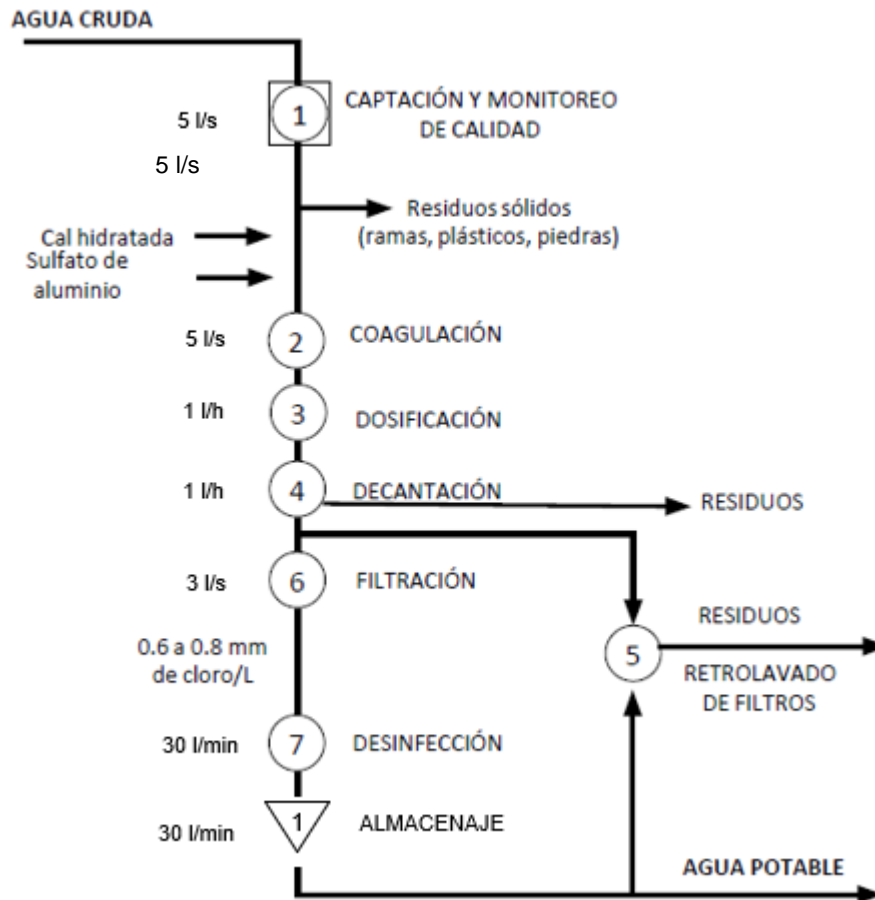 AGUA CRUDA
1
CAPTACIÓN Y MONITOREO
DE CALIDAD
5 l/s
5 l/s
Residuos sólidos
(ramas, plásticos, piedras)
Cal hidratada
Sulfato de
aluminio
5 l/s
2
COAGULACIÓN
1 l/h
3
DOSIFICACIÓN
1 l/h
4
DECANTACIÓN
RESIDUOS
3 l/s
6
FILTRACIÓN
RESIDUOS
5
RETROLAVADO
DE FILTROS
0.6 a 0.8 mm
de cloro/L
30 l/min
7
DESINFECCIÓN
30 l/min
1
ALMACENAJE
AGUA POTABLE